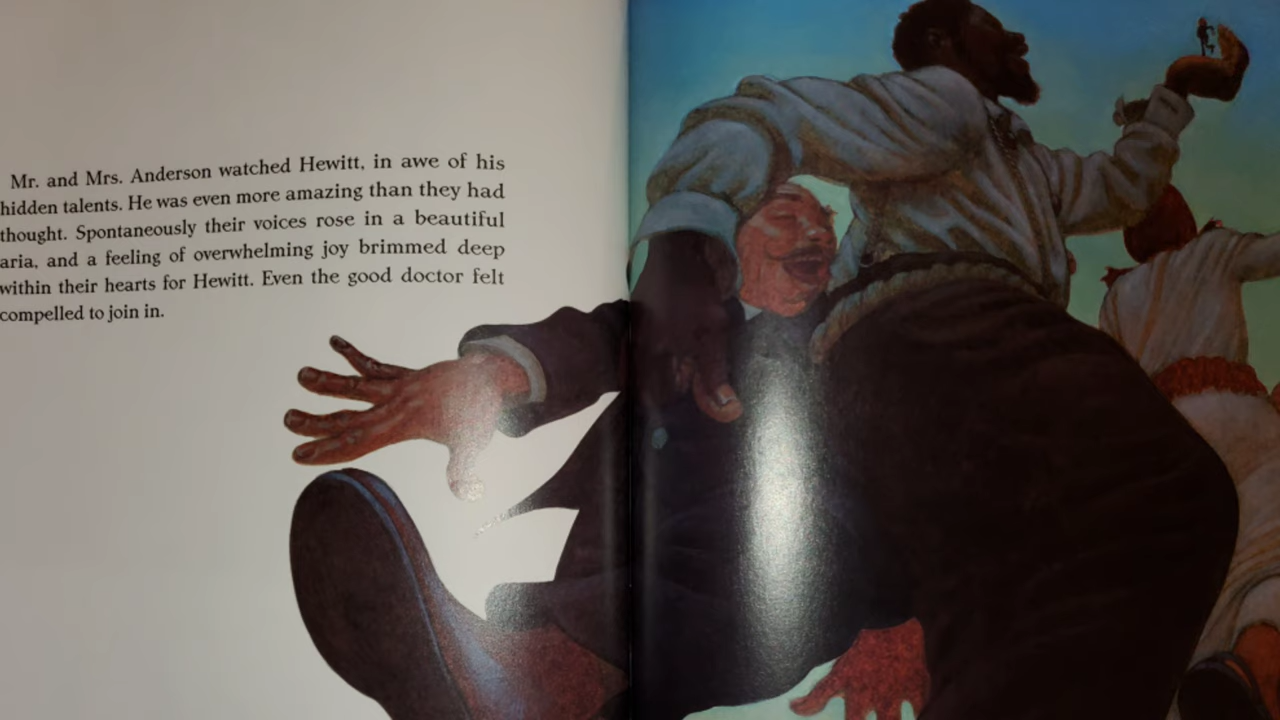 Mr. and Mrs. Anderson watched Hewitt, in awe of his
hidden talents. He was even more amazing than they had
thought. Spontaneously their voices rose in a beautiful
aria, and a feeling of overwhelming joy brimmed deep
within their hearts for Hewitt. Even the good doctor felt
compelled to join in.